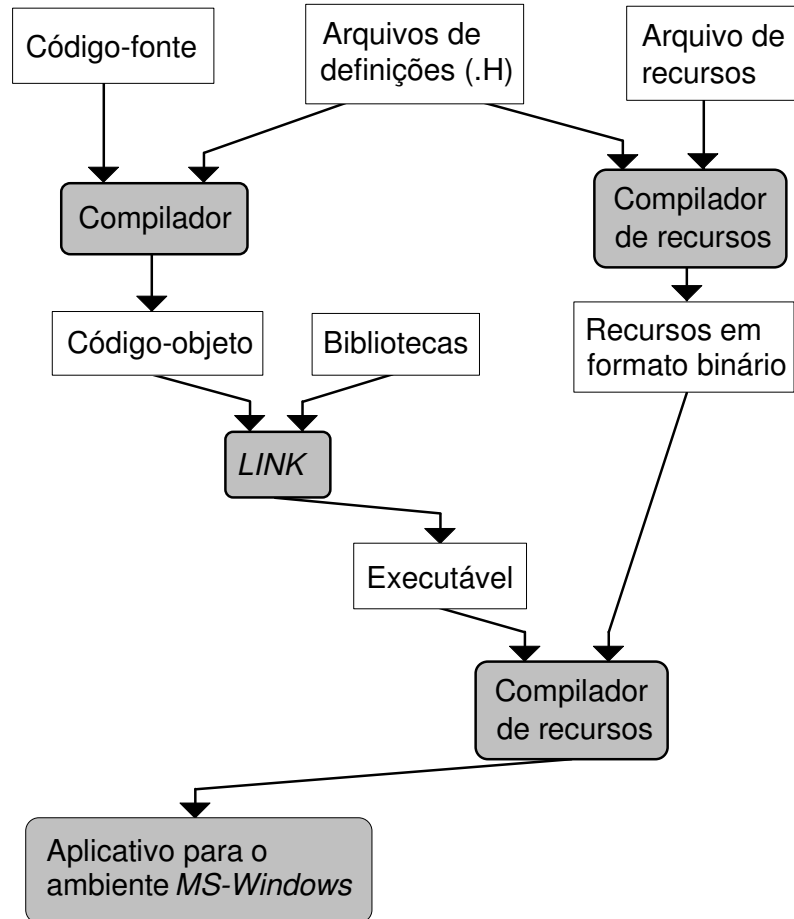 Código-fonte
Arquivos de
definições (.H)
Arquivo de
recursos
Compilador
Compilador
de recursos
Código-objeto
Bibliotecas
Recursos em
formato binário
LINK
Executável
Compilador
de recursos
Aplicativo para o
ambiente MS-Windows